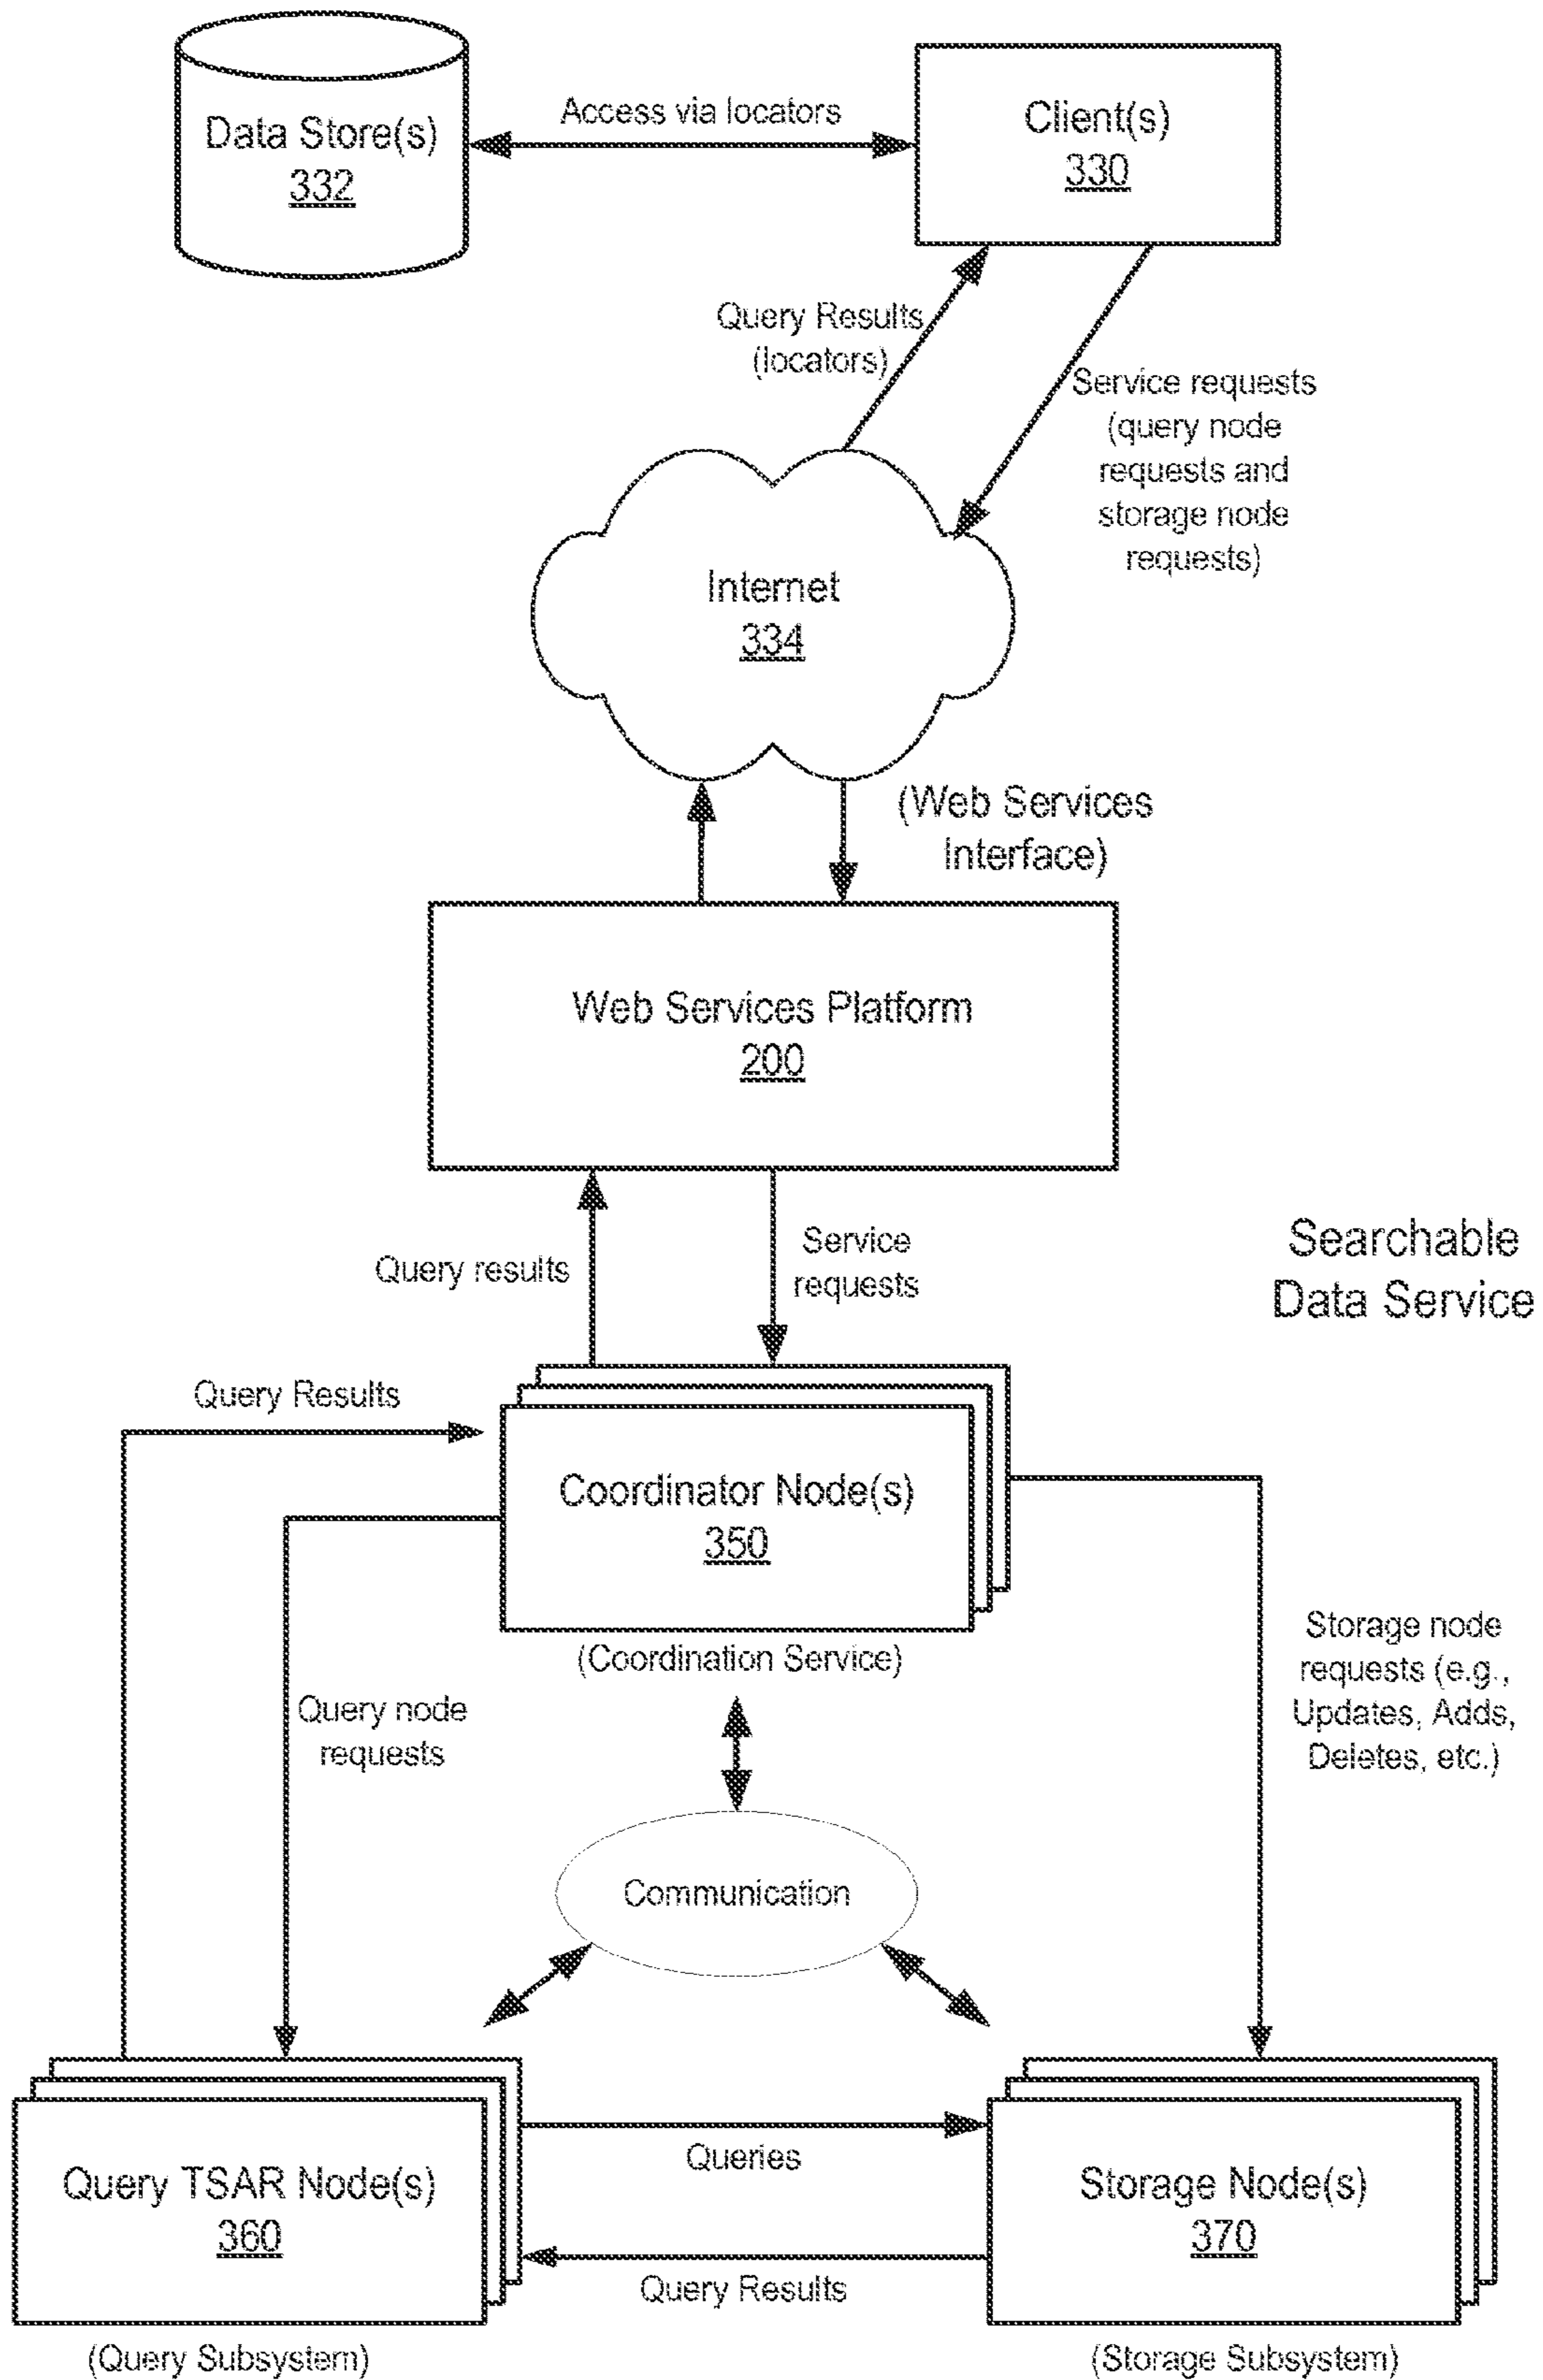 Data Store(s)
332
Access via locators
Client(s)
330
Query Results
(locators)
Service requests
(query node
requests and
storage node
requests)
Internet
334
(Web Services
Interface)
Web Services Platform
200
Query results
Service
requests
Searchable
Data Service
Query Results
Coordinator Node(s)
350
(Coordination Service)
Query node
requests
Storage node
requests (e.g.,
Updates, Adds,
Deletes, etc.)
Communication
Query TSAR Node(s)
360
(Query Subsystem)
Queries
Query Results
Storage Node(s)
370
(Storage Subsystem)